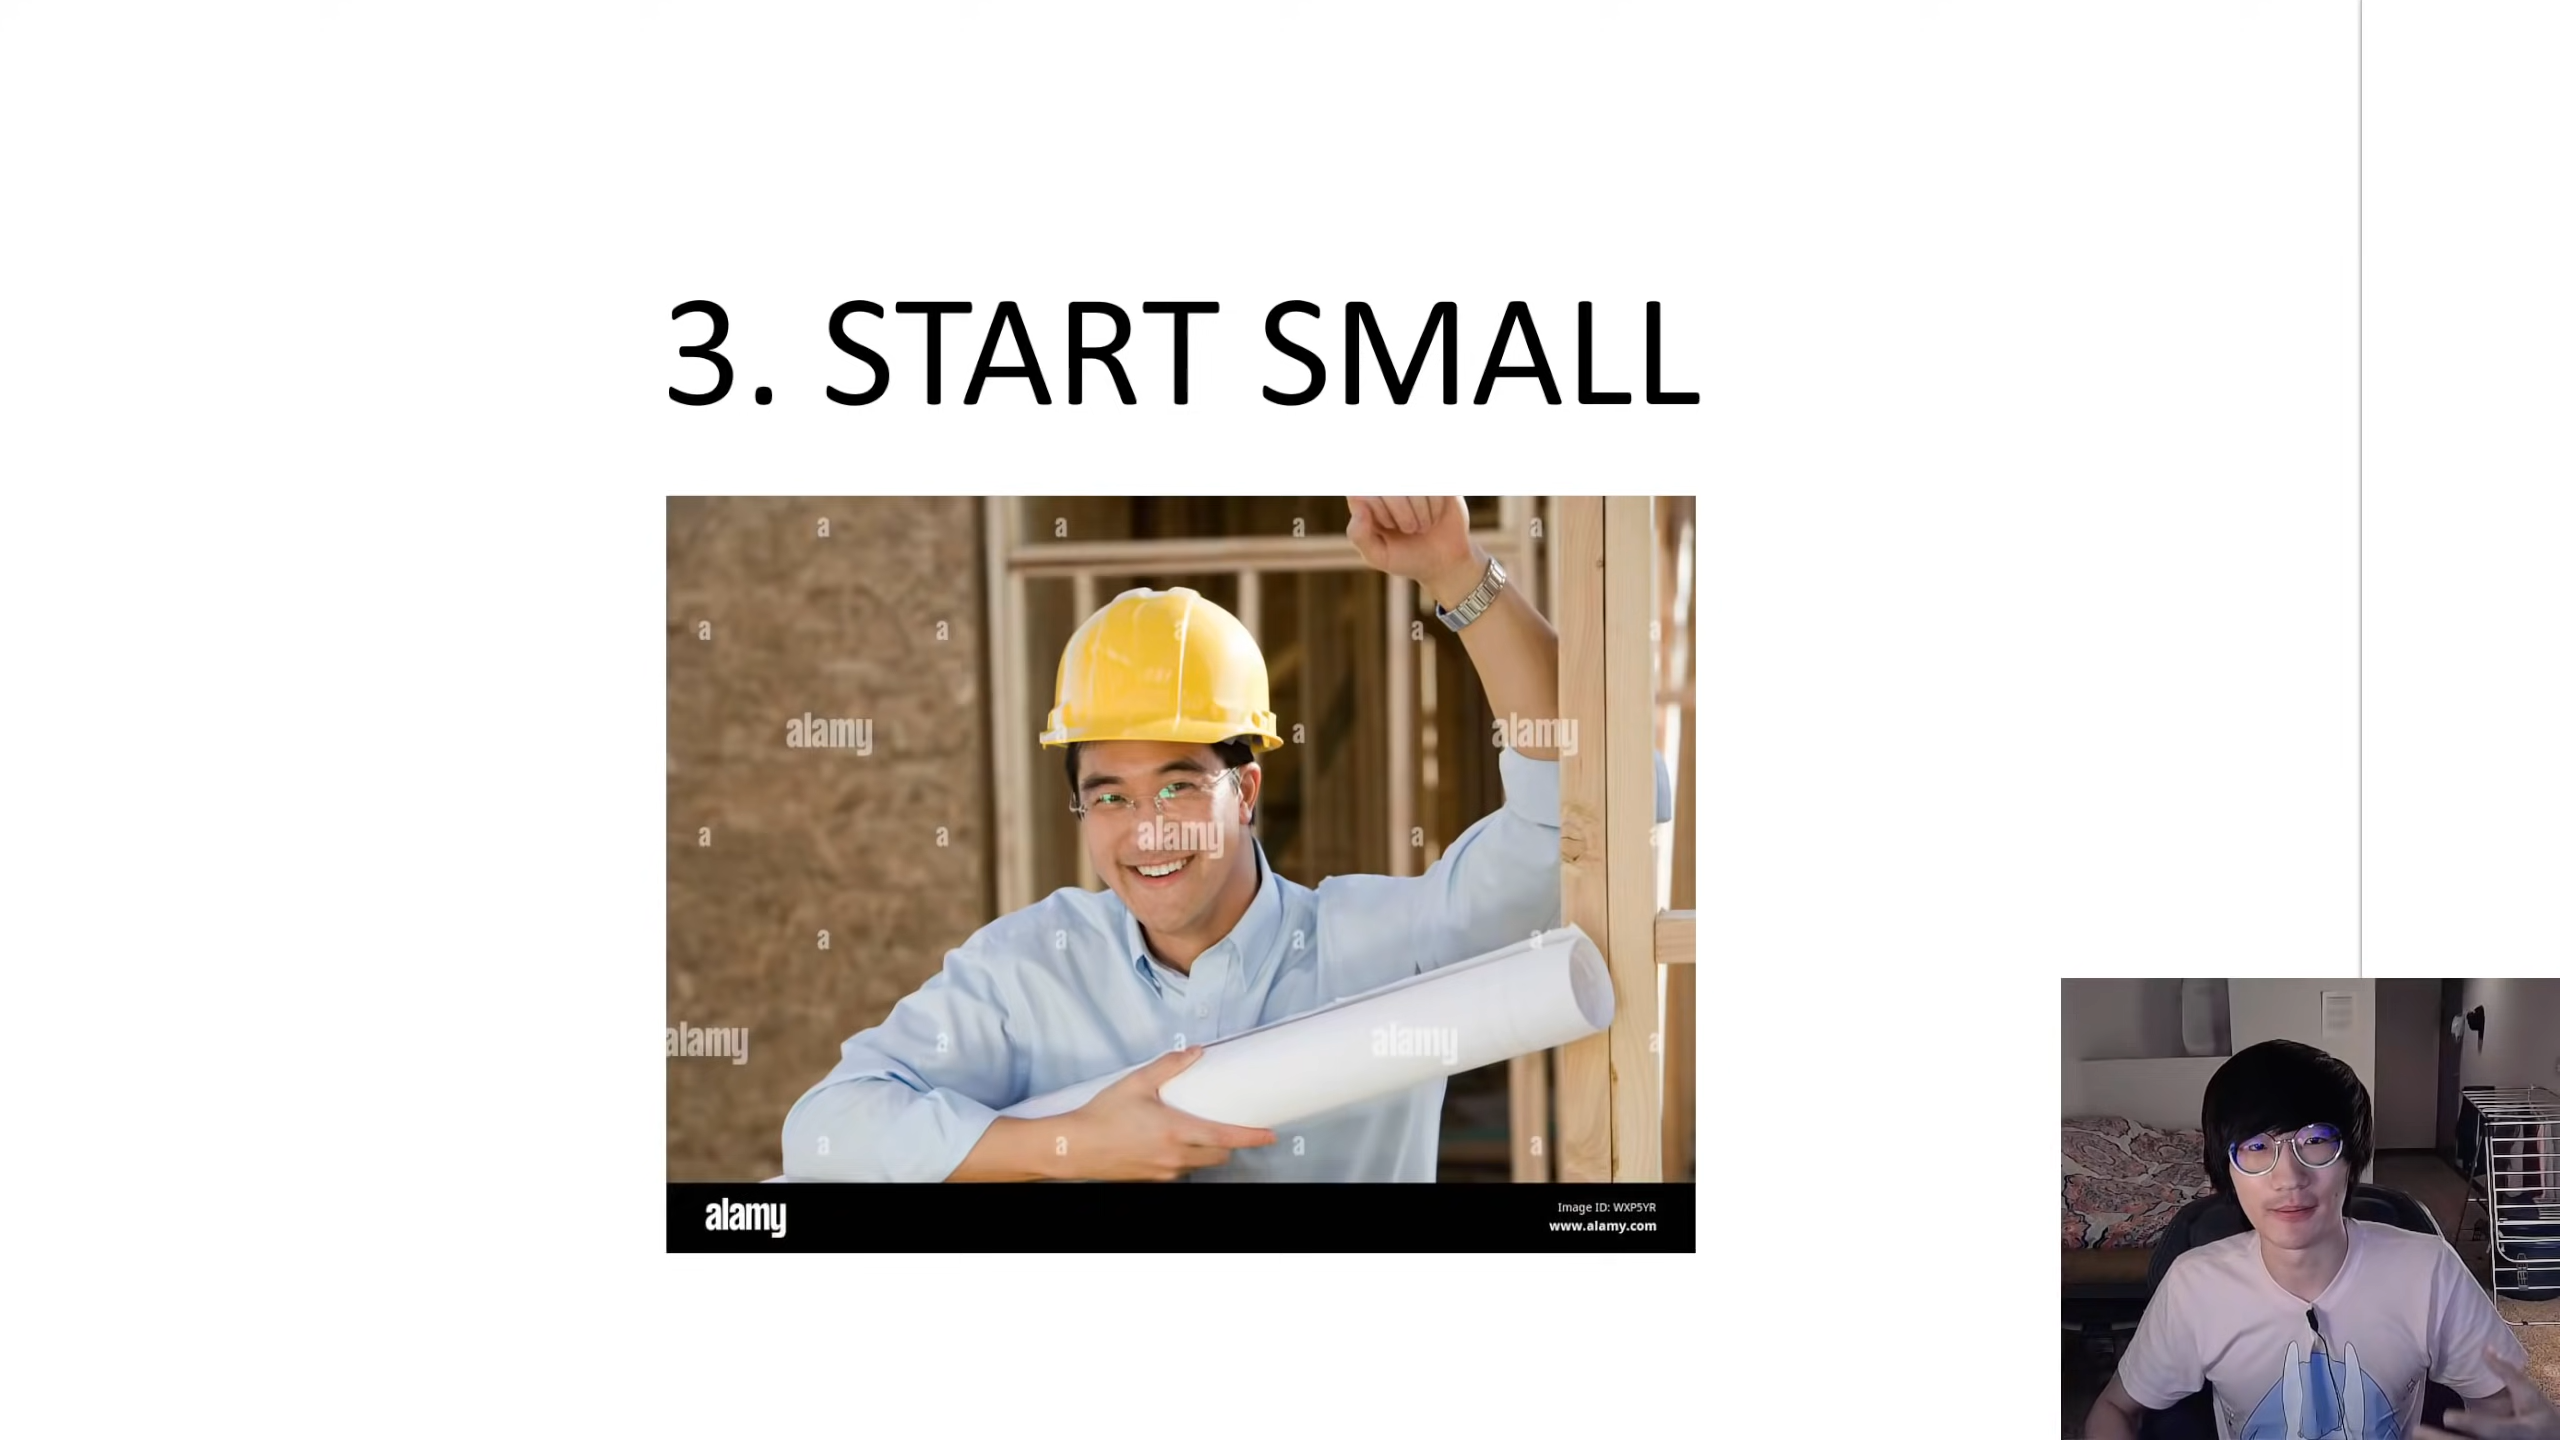 3. START SMALL
a a a a
a a a a a
alamy a alamy
a a alamy a a
a a a a
alamy a a alamy a
a a a a
alamy
Image ID: WXP5YR
www.alamy.com